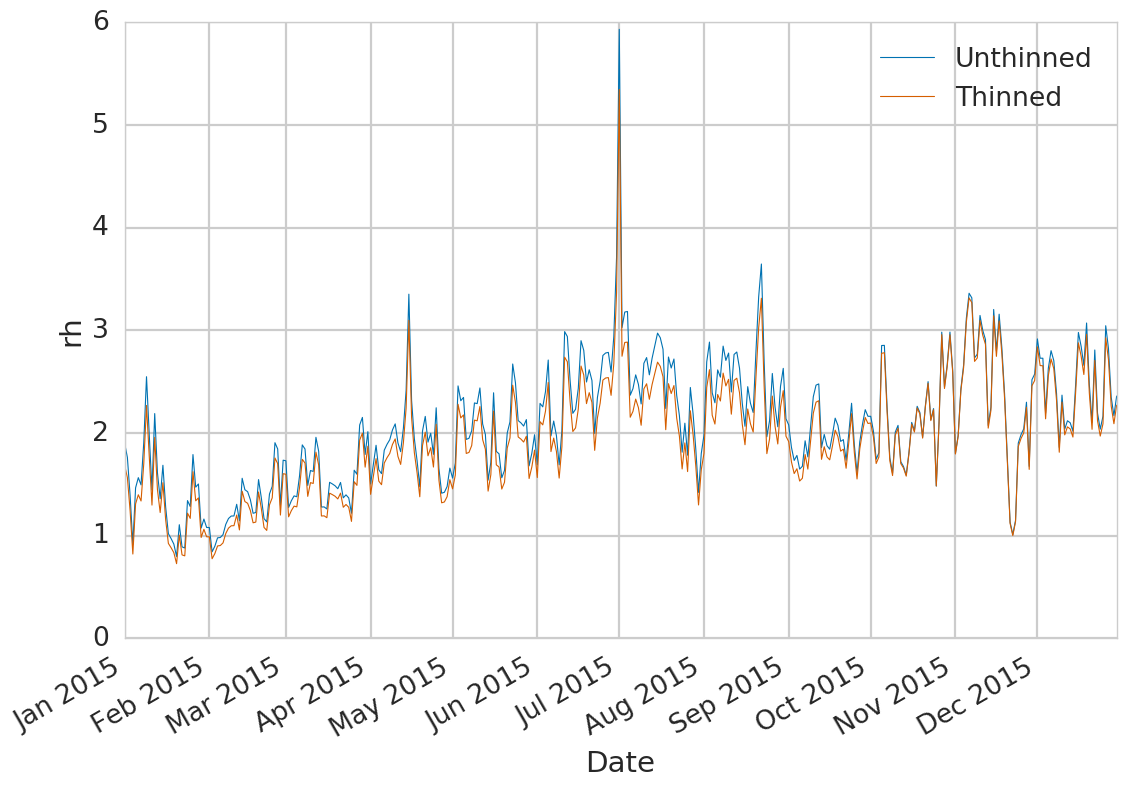 6
5
4
3
2
1
0
rh
Unthinned
Thinned
Jan 2015
Feb 2015
Mar 2015
Apr 2015
May 2015
Jun 2015
Jul 2015
Aug 2015
Sep 2015
Oct 2015
Nov 2015
Dec 2015
Date